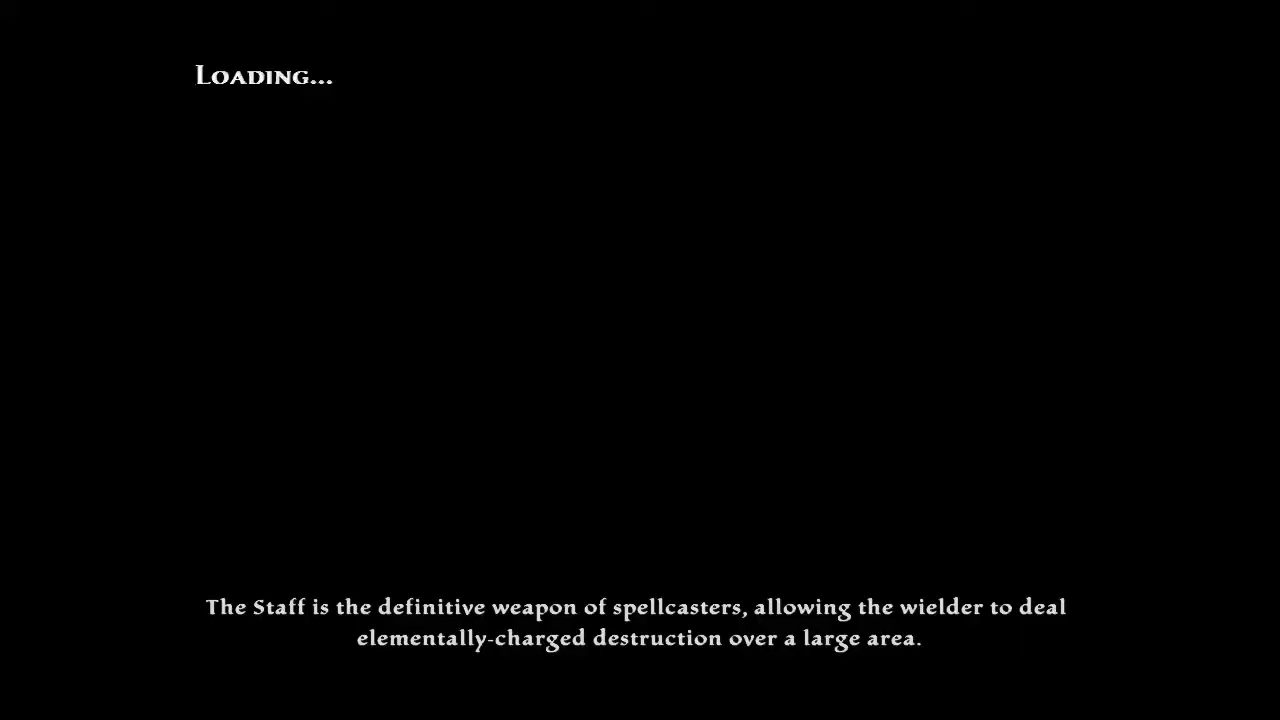 Loading...
The Staff is the definitive weapon of spellcasters, allowing the wielder to deal
elementally-charged destruction over a large area.